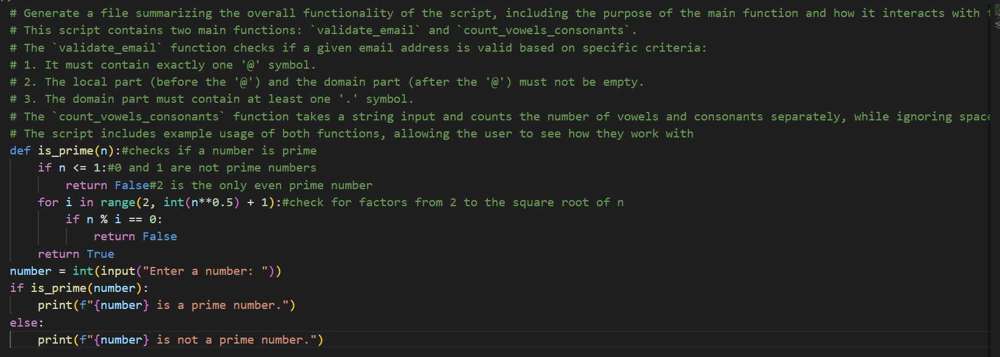 # Generate a file summarizing the overall functionality of the script, including the purpose of the main function and how it interacts with
# This script contains two main functions: `validate_email` and `count_vowels_consonants`.
# The `validate_email` function checks if a given email address is valid based on specific criteria:
# 1. It must contain exactly one '@' symbol.
# 2. The local part (before the '@') and the domain part (after the '@') must not be empty.
# 3. The domain part must contain at least one '.' symbol.
# The `count_vowels_consonants` function takes a string input and counts the number of vowels and consonants separately, while ignoring space
# The script includes example usage of both functions, allowing the user to see how they work with
def is_prime(n):#checks if a number is prime
    if n <= 1:#0 and 1 are not prime numbers
        return False#2 is the only even prime number
    for i in range(2, int(n**0.5) + 1):#check for factors from 2 to the square root of n
        if n % i == 0:
            return False
    return True
number = int(input("Enter a number: "))
if is_prime(number):
    print(f"{number} is a prime number.")
else:
    print(f"{number} is not a prime number.")